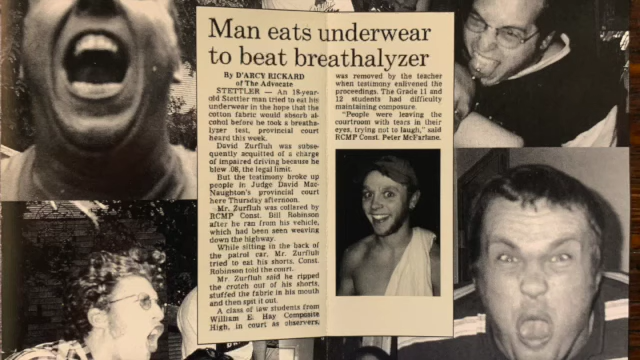 Man eats underwear
to beat breathalyzer
By D'ARCY RICKARD
of The Advocate
STETTLER — An 18-year-
old Stettler man tried to eat his
underwear in the hope that the
cotton fabric would absorb al-
cohol before he took a breatha-
lyzer test, provincial court
heard this week.
David Zurfluh was subse-
quently acquitted of a charge
of impaired driving because he
blew .08, the legal limit.
But the testimony broke up
people in Judge David Mac-
Naughton's provincial court
here Thursday afternoon.
Mr. Zurfluh was collared by
RCMP Const. Bill Robinson
after he ran from his vehicle,
which had been seen weaving
down the highway.
While sitting in the back of
the patrol car, Mr. Zurfluh
tried to eat his shorts, Const.
Robinson told the court.
Mr. Zurfluh said he ripped
the crotch out of his shorts,
stuffed the fabric in his mouth
and then spit it out.
A class of law students from
William E. Hay Composite
High, in court as observers,
was removed by the teacher
when testimony enlivened the
proceedings. The Grade 11 and
12 students had difficulty
maintaining composure.
"People were leaving the
courtroom with tears in their
eyes, trying not to laugh," said
RCMP Const. Peter McFarlane.